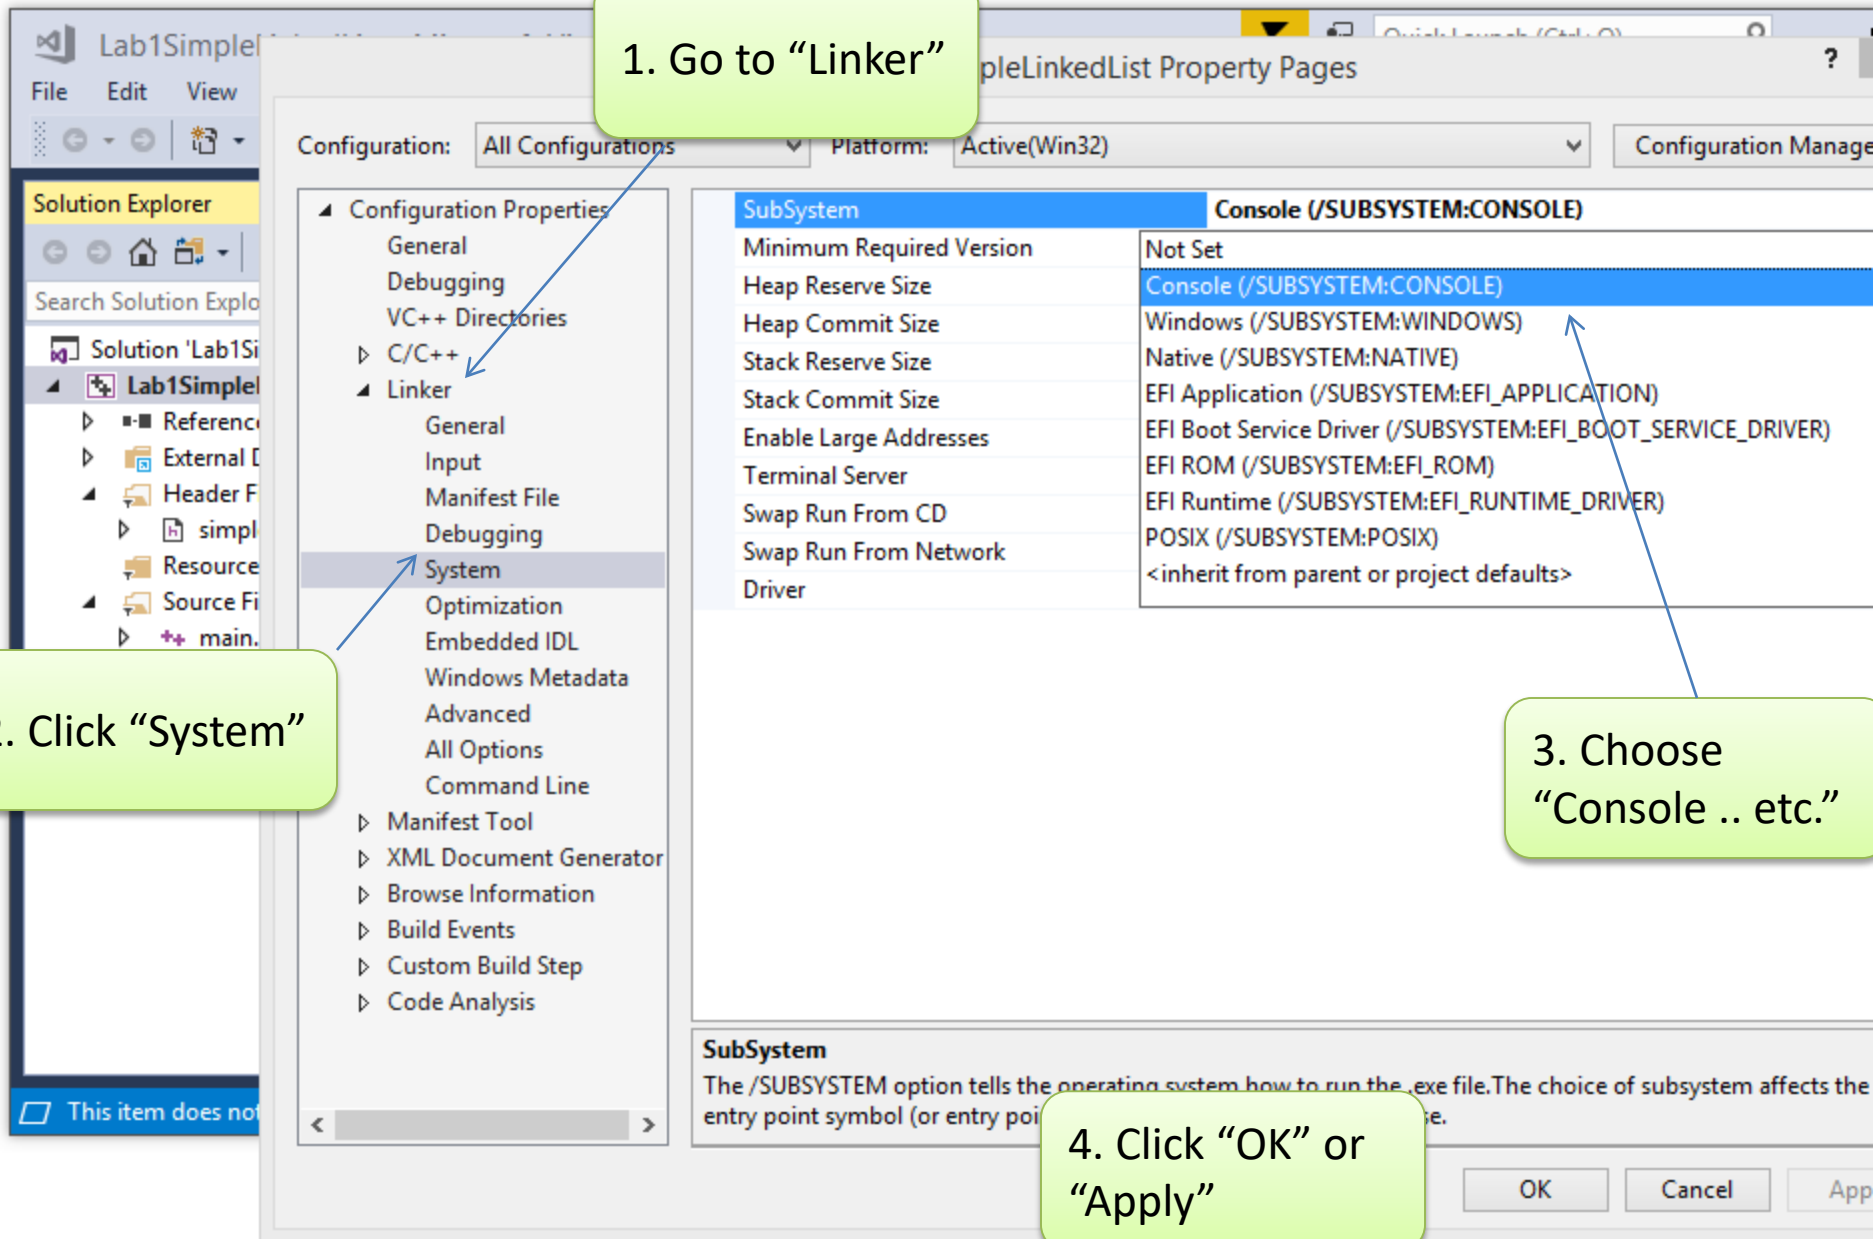 Lab1Simple
1. Go to “Linker”
pleLinkedList Property Pages
?
File Edit View
Configuration: All Configurations
Platform: Active(Win32)
Configuration Manage
Solution Explorer
Search Solution Explo
Solution 'Lab1Si
Lab1Simple
Referenc
External
Header F
simpl
Resource
Source Fi
main.
2. Click “System”
This item does not
Configuration Properties
General
Debugging
VC++ Directories
C/C++
Linker
General
Input
Manifest File
Debugging
System
Optimization
Embedded IDL
Windows Metadata
Advanced
All Options
Command Line
Manifest Tool
XML Document Generator
Browse Information
Build Events
Custom Build Step
Code Analysis
SubSystem Console (/SUBSYSTEM:CONSOLE)
Minimum Required Version
Heap Reserve Size
Heap Commit Size
Stack Reserve Size
Stack Commit Size
Enable Large Addresses
Terminal Server
Swap Run From CD
Swap Run From Network
Driver
Not Set
Console (/SUBSYSTEM:CONSOLE)
Windows (/SUBSYSTEM:WINDOWS)
Native (/SUBSYSTEM:NATIVE)
EFI Application (/SUBSYSTEM:EFI_APPLICATION)
EFI Boot Service Driver (/SUBSYSTEM:EFI_BOOT_SERVICE_DRIVER)
EFI ROM (/SUBSYSTEM:EFI_ROM)
EFI Runtime (/SUBSYSTEM:EFI_RUNTIME_DRIVER)
POSIX (/SUBSYSTEM:POSIX)
<inherit from parent or project defaults>
3. Choose
“Console .. etc.”
SubSystem
The /SUBSYSTEM option tells the operating system how to run the .exe file.The choice of subsystem affects the
entry point symbol (or entry poi
se.
4. Click “OK” or
“Apply”
OK Cancel App